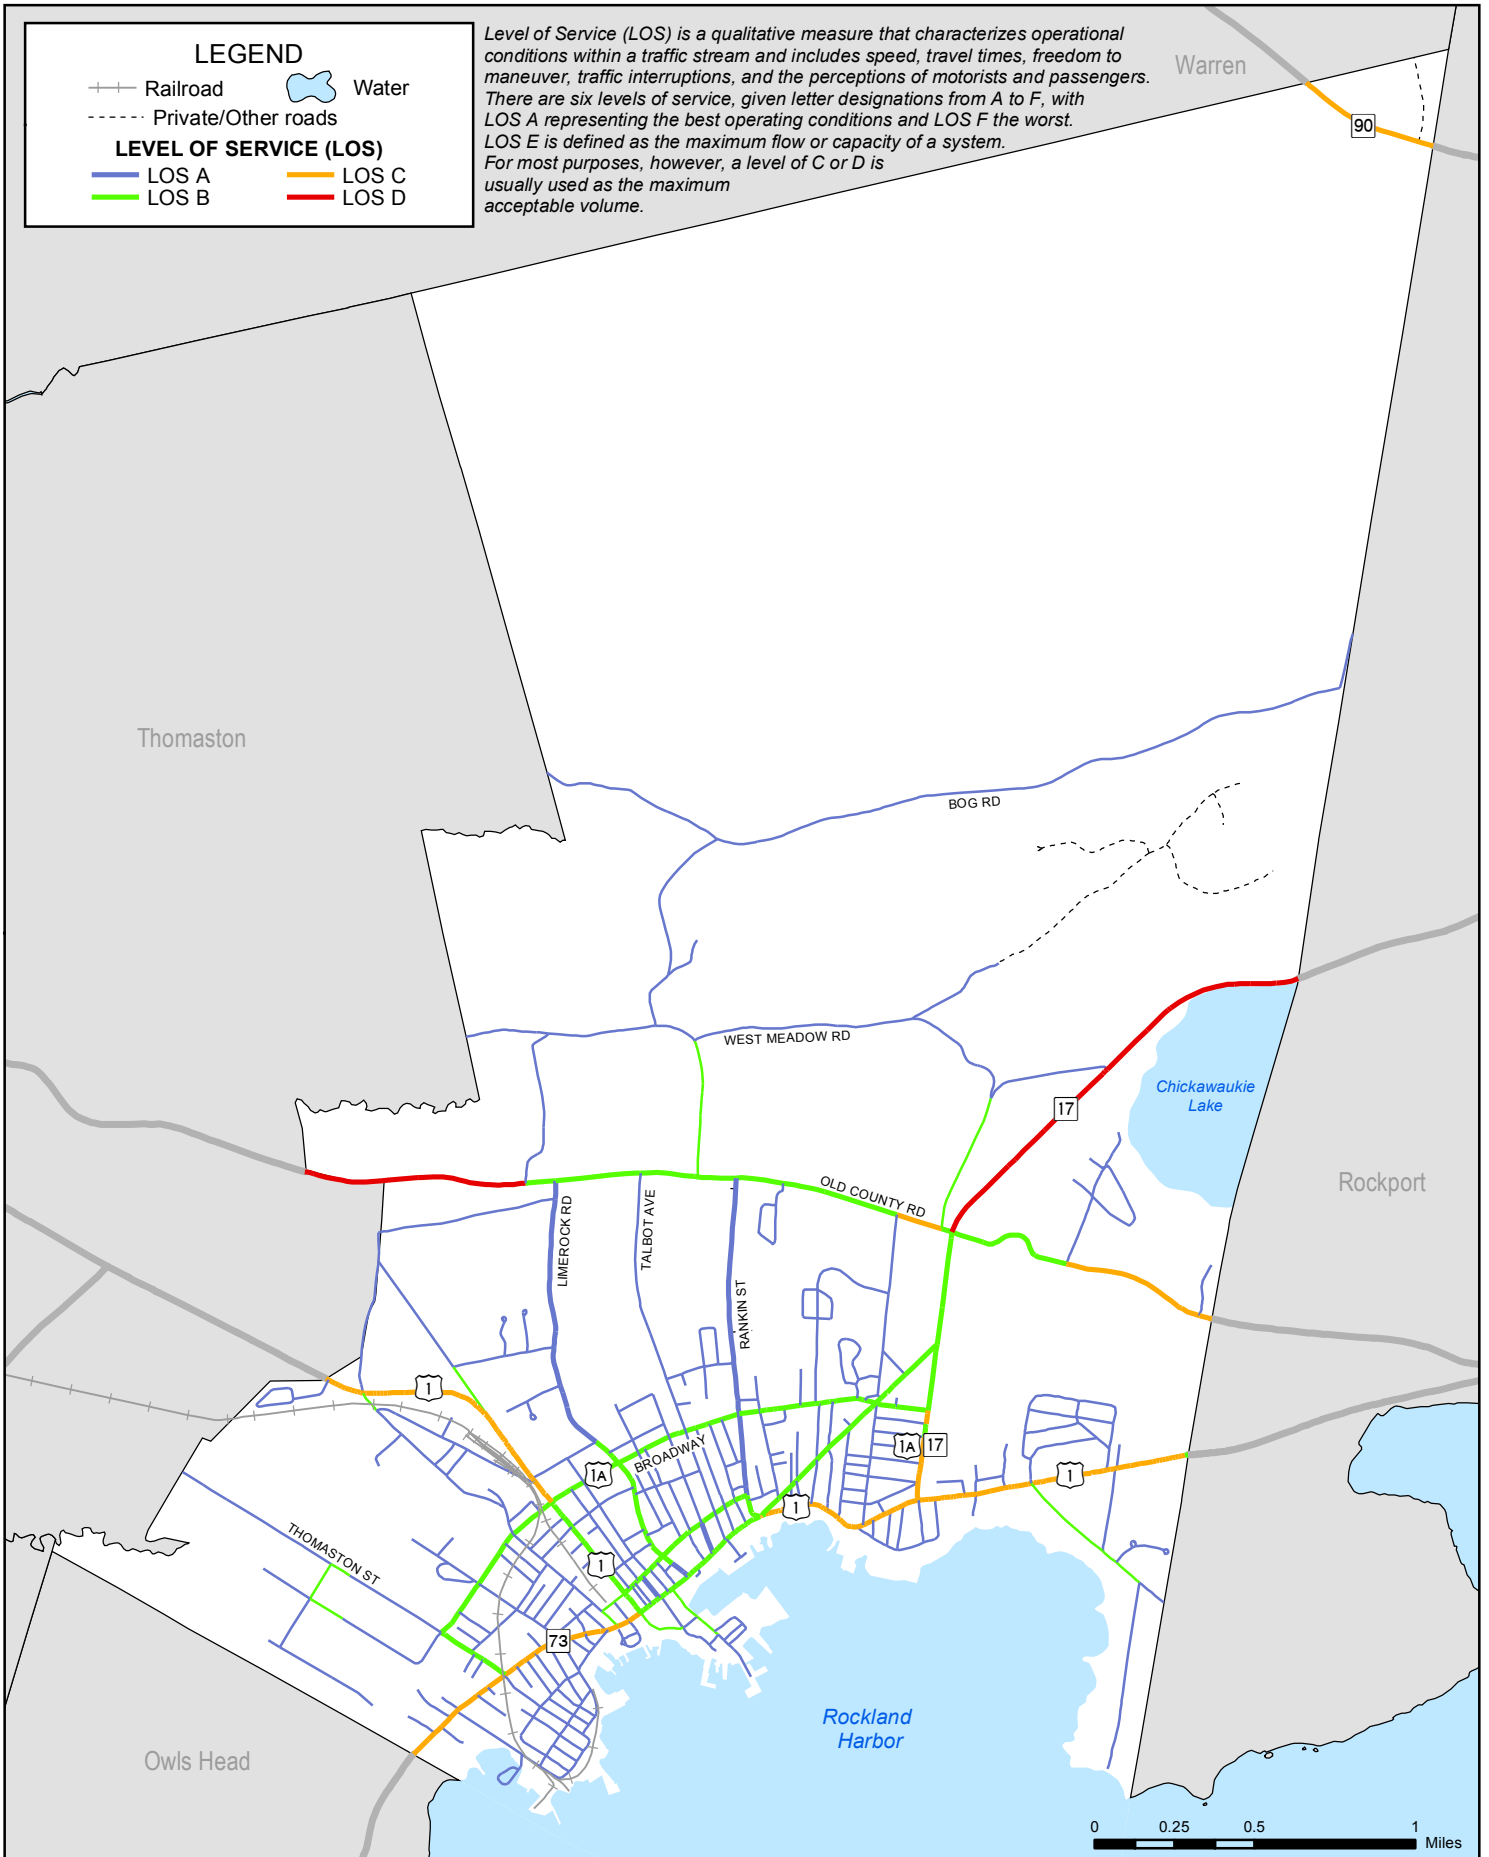 LEGEND
Railroad
Water
Private/Other roads
LEVEL OF SERVICE (LOS)
LOS A
LOS C
LOS B
LOS D
Level of Service (LOS) is a qualitative measure that characterizes operational
conditions within a traffic stream and includes speed, travel times, freedom to
maneuver, traffic interruptions, and the perceptions of motorists and passengers.
There are six levels of service, given letter designations from A to F, with
LOS A representing the best operating conditions and LOS F the worst.
LOS E is defined as the maximum flow or capacity of a system.
For most purposes, however, a level of C or D is
usually used as the maximum
acceptable volume.
Warren
90
Thomaston
BOG RD
WEST MEADOW RD
Chickawaukie
Lake
17
Rockport
OLD COUNTY RD
LIMEROCK RD
TALBOT AVE
RANKIN ST
1
BROADWAY
1A
1A
17
1
1
1
THOMASTON ST
73
Rockland
Harbor
Owls Head
0
0.25
0.5
1
Miles